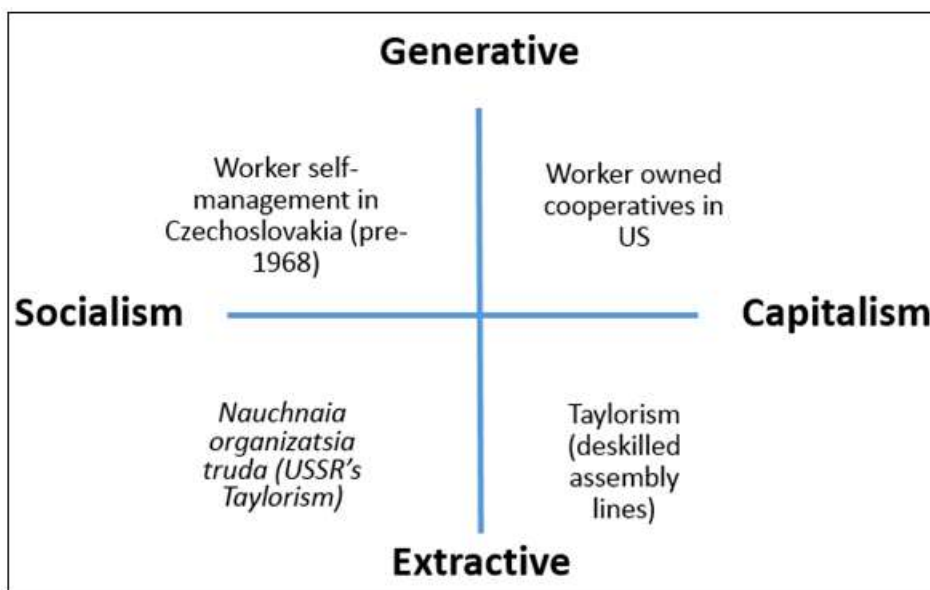 Generative
Worker self-
management in
Czechoslovakia (pre-
1968)
Worker owned
cooperatives in
US
Socialism
Capitalism
Nauchnaia
organizatsia
truda (USSR's
Taylorism)
Taylorism
(deskilled
assembly
lines)
Extractive